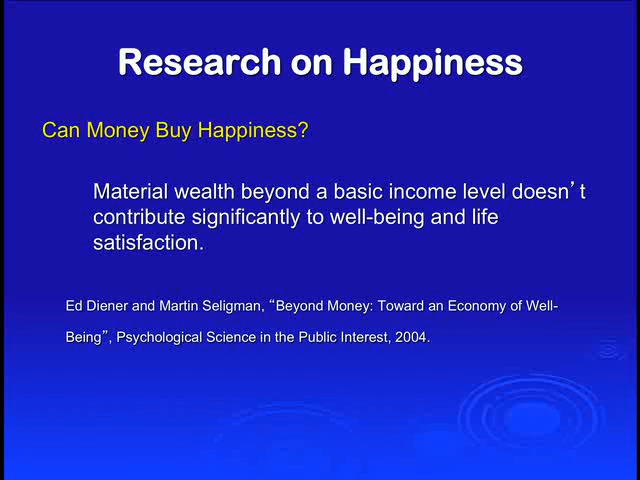 Research on Happiness
Can Money Buy Happiness?
Material wealth beyond a basic income level doesn’t
contribute significantly to well-being and life
satisfaction.
Ed Diener and Martin Seligman, “Beyond Money: Toward an Economy of Well-
Being”, Psychological Science in the Public Interest, 2004.